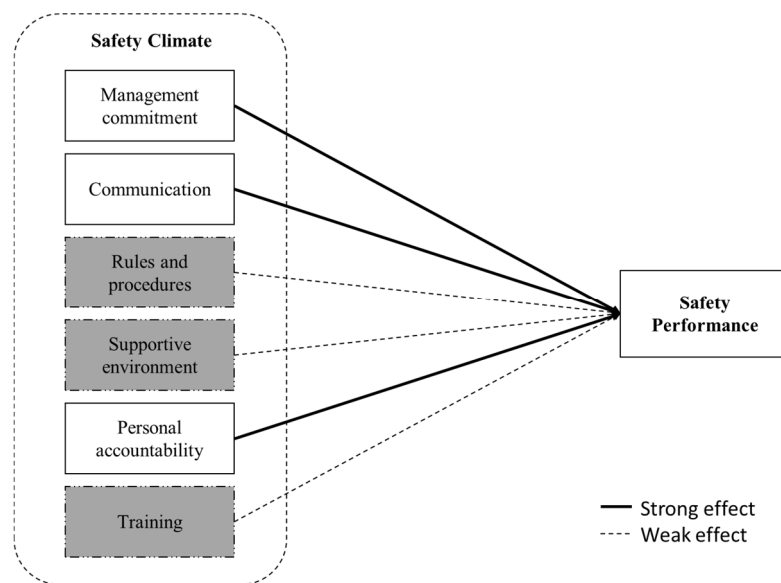 Safety Climate
Management
commitment
Communication
Rules and
procedures
Supportive
environment
Personal
accountability
Training
Safety
Performance
Strong effect
Weak effect